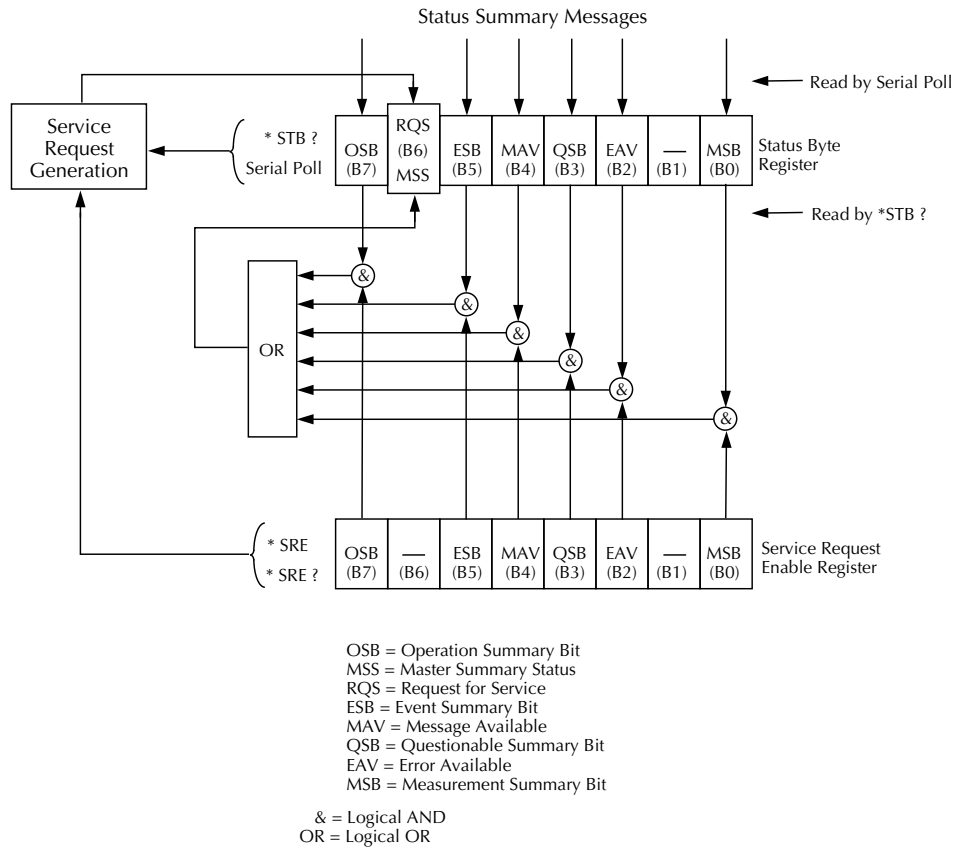 Status Summary Messages
Read by Serial Poll
Service
Request
Generation
* STB ?
Serial Poll
OSB
(B7)
RQS
(B6)
MSS
ESB
(B5)
MAV
(B4)
QSB
(B3)
EAV
(B2)
—
(B1)
MSB
(B0)
Status Byte
Register
Read by *STB ?
&
&
&
&
&
&
OR
* SRE
* SRE ?
OSB
(B7)
—
(B6)
ESB
(B5)
MAV
(B4)
QSB
(B3)
EAV
(B2)
—
(B1)
MSB
(B0)
Service Request
Enable Register
OSB = Operation Summary Bit
MSS = Master Summary Status
RQS = Request for Service
ESB = Event Summary Bit
MAV = Message Available
QSB = Questionable Summary Bit
EAV = Error Available
MSB = Measurement Summary Bit
& = Logical AND
OR = Logical OR